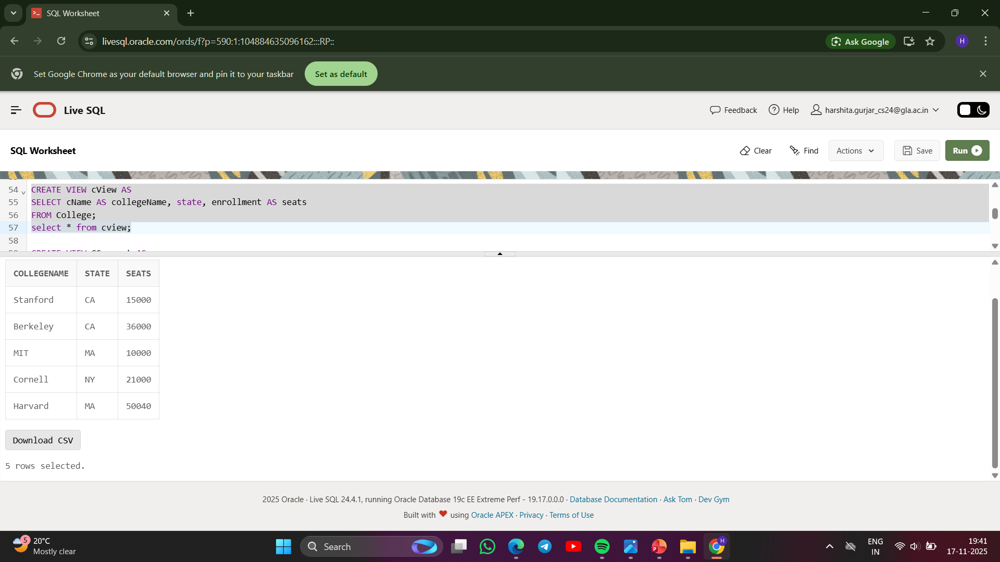 SQL Worksheet
livesql.oracle.com/ords/f?p=590:1:104884635096162:::RP::
Ask Google
H
Set Google Chrome as your default browser and pin it to your taskbar
Set as default
Live SQL
Feedback
Help
harshita.gurjar_cs24@gla.ac.in
SQL Worksheet
Clear
Find
Actions
Save
Run
54 CREATE VIEW cView AS
55 SELECT cName AS collegeName, state, enrollment AS seats
56 FROM College;
57 select * from cview;
58
COLLEGENAME STATE SEATS
Stanford CA 15000
Berkeley CA 36000
MIT MA 10000
Cornell NY 21000
Harvard MA 50040
Download CSV
5 rows selected.
2025 Oracle · Live SQL 24.4.1, running Oracle Database 19c EE Extreme Perf - 19.17.0.0.0 · Database Documentation · Ask Tom · Dev Gym
Built with ❤ using Oracle APEX · Privacy · Terms of Use
5
20°C
Mostly clear
Search
H
ENG
IN
19:41
17-11-2025